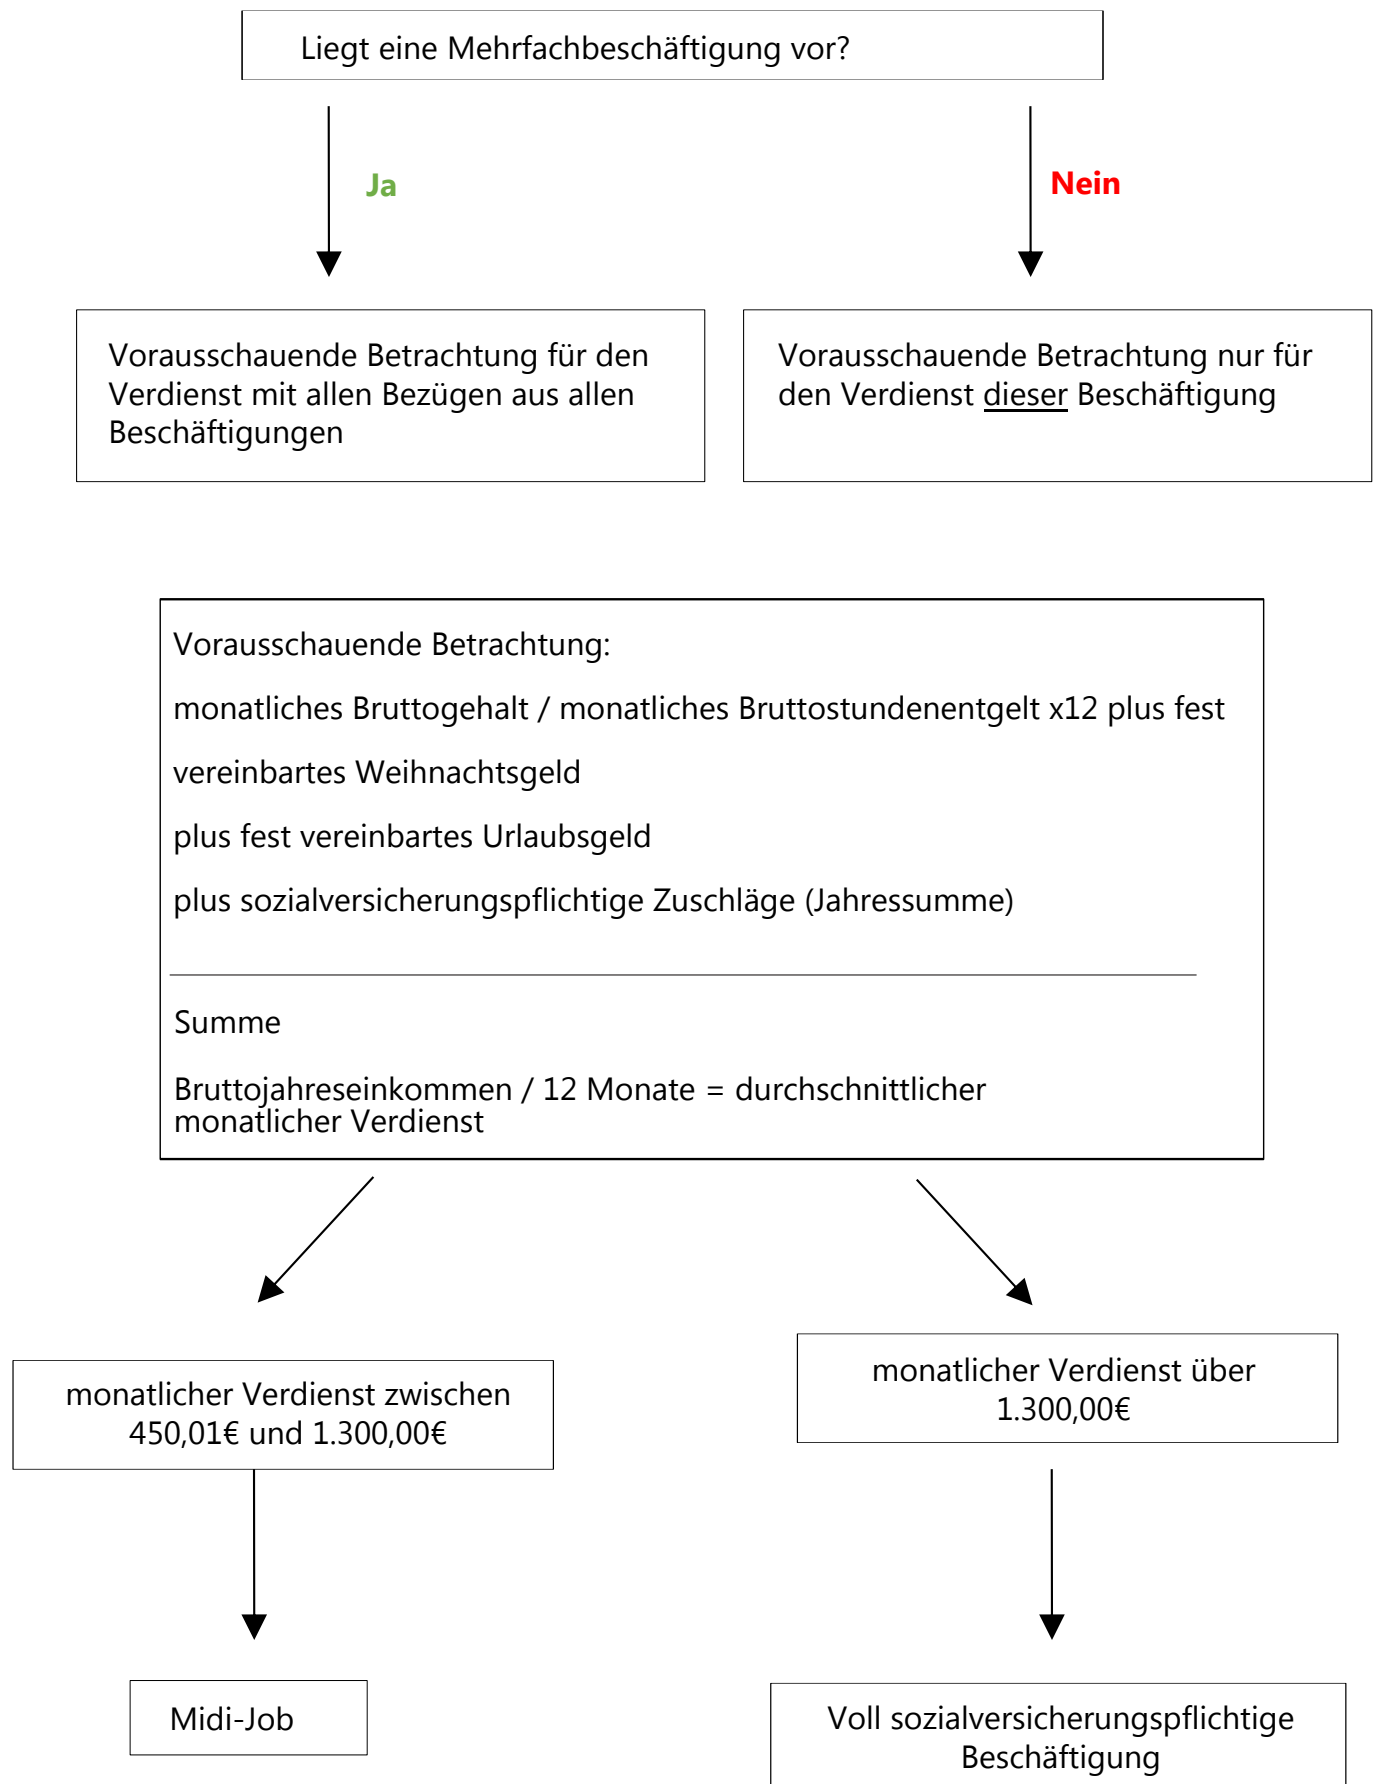 Liegt eine Mehrfachbeschäftigung vor?
Ja
Nein
Vorausschauende Betrachtung für den
Verdienst mit allen Bezügen aus allen
Beschäftigungen
Vorausschauende Betrachtung nur für
den Verdienst dieser Beschäftigung
Vorausschauende Betrachtung:
monatliches Bruttogehalt / monatliches Bruttostundenentgelt x12 plus fest
vereinbartes Weihnachtsgeld
plus fest vereinbartes Urlaubsgeld
plus sozialversicherungspflichtige Zuschläge (Jahressumme)
Summe
Bruttojahreseinkommen / 12 Monate = durchschnittlicher
monatlicher Verdienst
monatlicher Verdienst zwischen
450,01€ und 1.300,00€
monatlicher Verdienst über
1.300,00€
Midi-Job
Voll sozialversicherungspflichtige
Beschäftigung